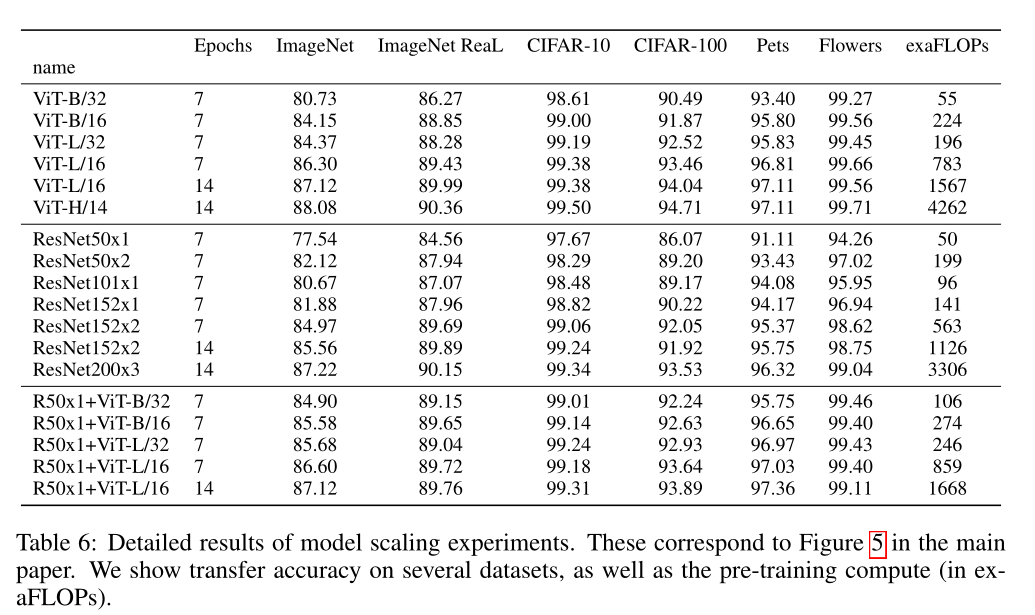 Epochs ImageNet ImageNet ReaL CIFAR-10 CIFAR-100 Pets Flowers exaFLOPs
name
ViT-B/32 7 80.73 86.27 98.61 90.49 93.40 99.27 55
ViT-B/16 7 84.15 88.85 99.00 91.87 95.80 99.56 224
ViT-L/32 7 84.37 88.28 99.19 92.52 95.83 99.45 196
ViT-L/16 7 86.30 89.43 99.38 93.46 96.81 99.66 783
ViT-L/16 14 87.12 89.99 99.38 94.04 97.11 99.56 1567
ViT-H/14 14 88.08 90.36 99.50 94.71 97.11 99.71 4262
ResNet50x1 7 77.54 84.56 97.67 86.07 91.11 94.26 50
ResNet50x2 7 82.12 87.94 98.29 89.20 93.43 97.02 199
ResNet101x1 7 80.67 87.07 98.48 89.17 94.08 95.95 96
ResNet152x1 7 81.88 87.96 98.82 90.22 94.17 96.94 141
ResNet152x2 7 84.97 89.69 99.06 92.05 95.37 98.62 563
ResNet152x2 14 85.56 89.89 99.24 91.92 95.75 98.75 1126
ResNet200x3 14 87.22 90.15 99.34 93.53 96.32 99.04 3306
R50x1+ViT-B/32 7 84.90 89.15 99.01 92.24 95.75 99.46 106
R50x1+ViT-B/16 7 85.58 89.65 99.14 92.63 96.65 99.40 274
R50x1+ViT-L/32 7 85.68 89.04 99.24 92.93 96.97 99.43 246
R50x1+ViT-L/16 7 86.60 89.72 99.18 93.64 97.03 99.40 859
R50x1+ViT-L/16 14 87.12 89.76 99.31 93.89 97.36 99.11 1668
Table 6: Detailed results of model scaling experiments. These correspond to Figure 5 in the main
paper. We show transfer accuracy on several datasets, as well as the pre-training compute (in ex-
aFLOPs).